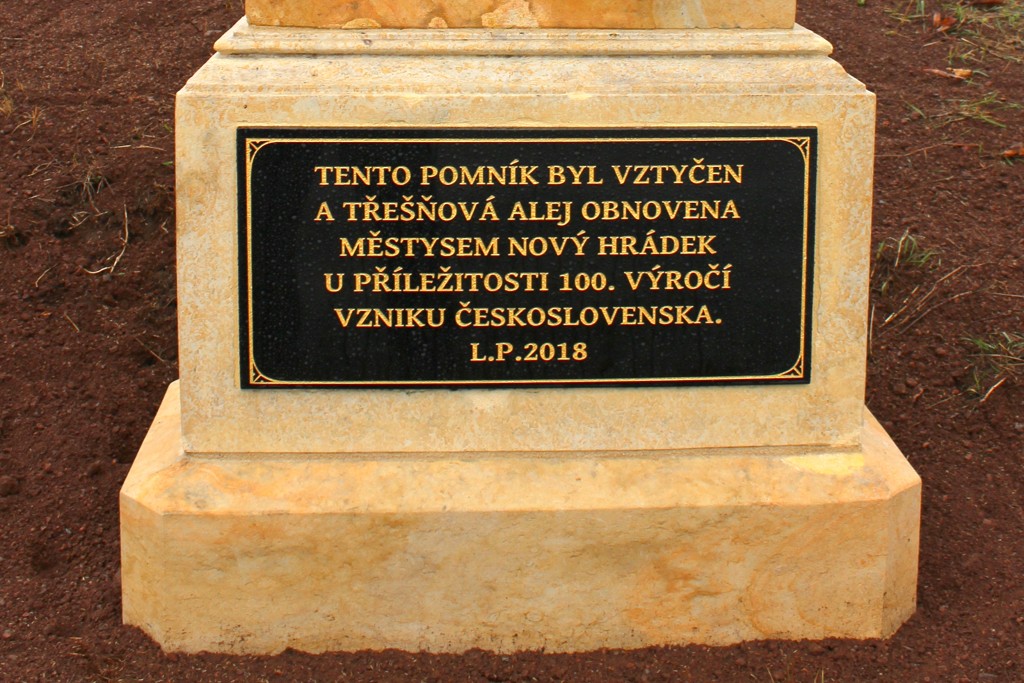 TENTO POMNÍK BYL VZTYČEN
A TŘEŠŇOVÁ ALEJ OBNOVENA
MĚSTYSEM NOVÝ HRÁDEK
U PŘÍLEŽITOSTI 100. VÝROČÍ
VZNIKU ČESKOSLOVENSKA.
L.P.2018